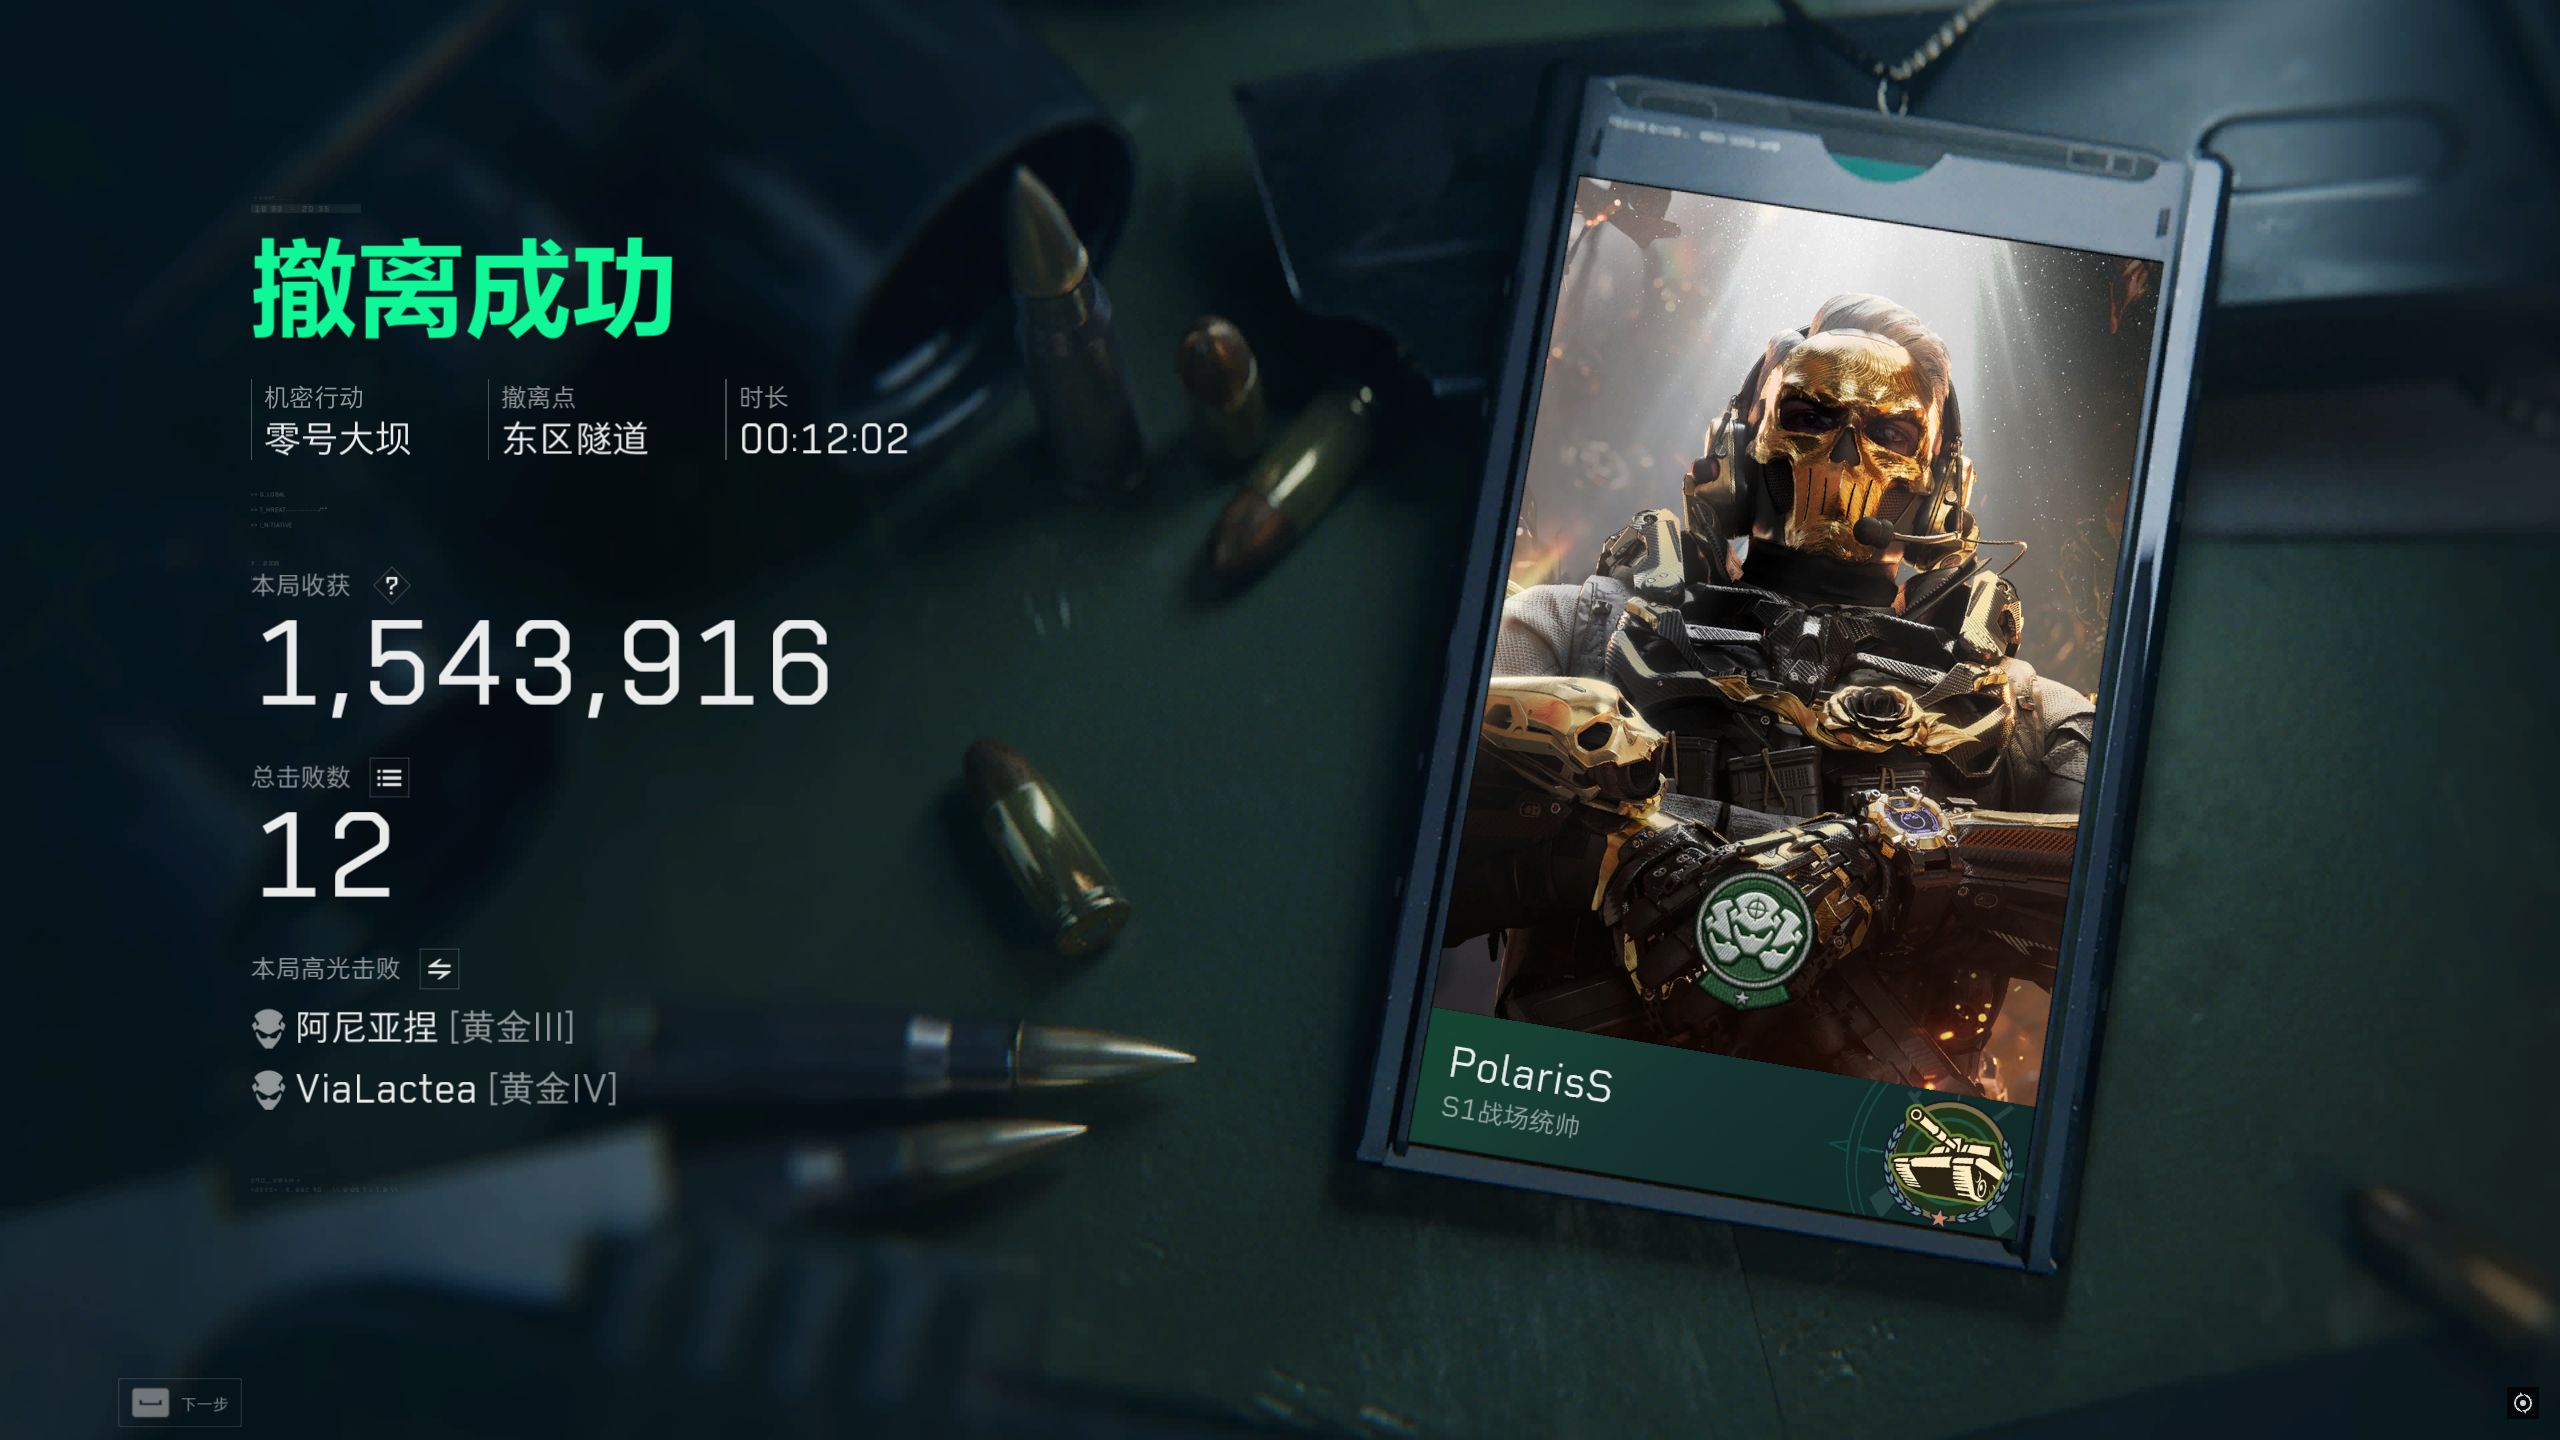 撤离成功
机密行动
零号大坝
撤离点
东区隧道
时长
00:12:02
>> G_LOBAL
>> I_NITIATIVE
本局收获 ?
1,543,916
总击败数
12
本局高光击败
阿尼亚捏 [黄金III]
ViaLactea [黄金IV]
PolarisS
S1战场统帅
下一步